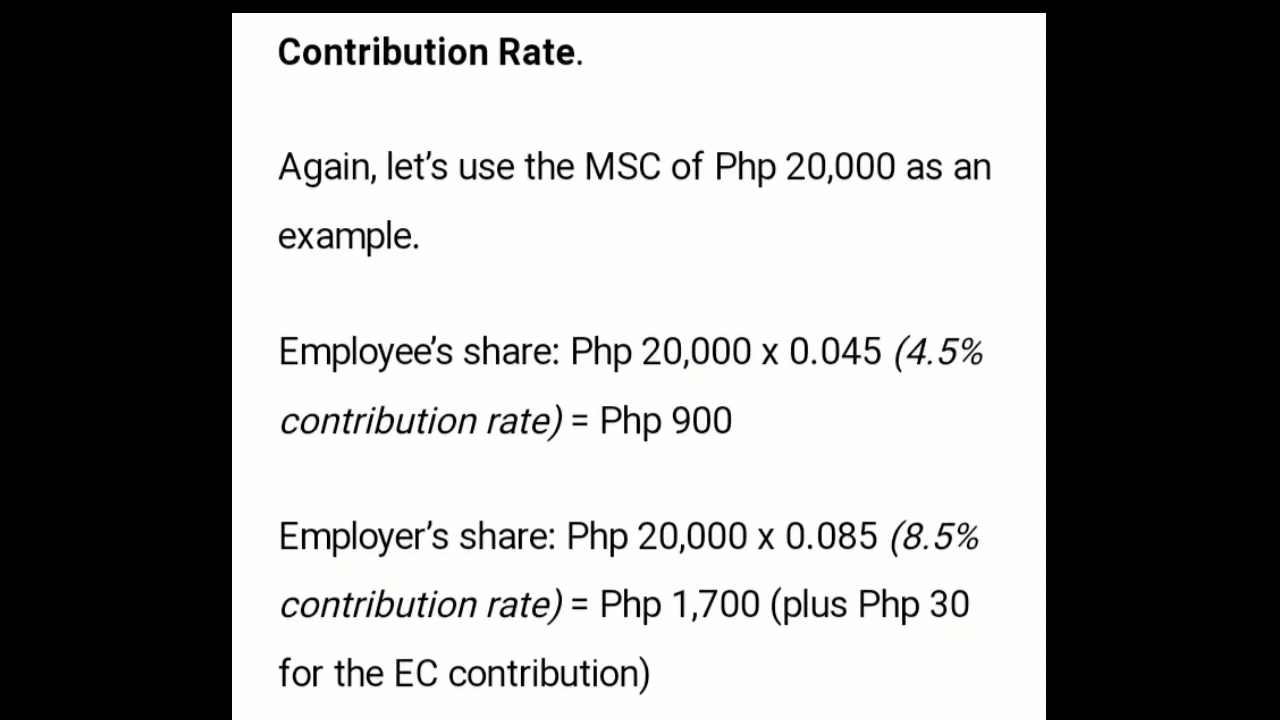 Contribution Rate.
Again, let’s use the MSC of Php 20,000 as an
example.
Employee’s share: Php 20,000 x 0.045 (4.5%
contribution rate) = Php 900
Employer’s share: Php 20,000 x 0.085 (8.5%
contribution rate) = Php 1,700 (plus Php 30
for the EC contribution)